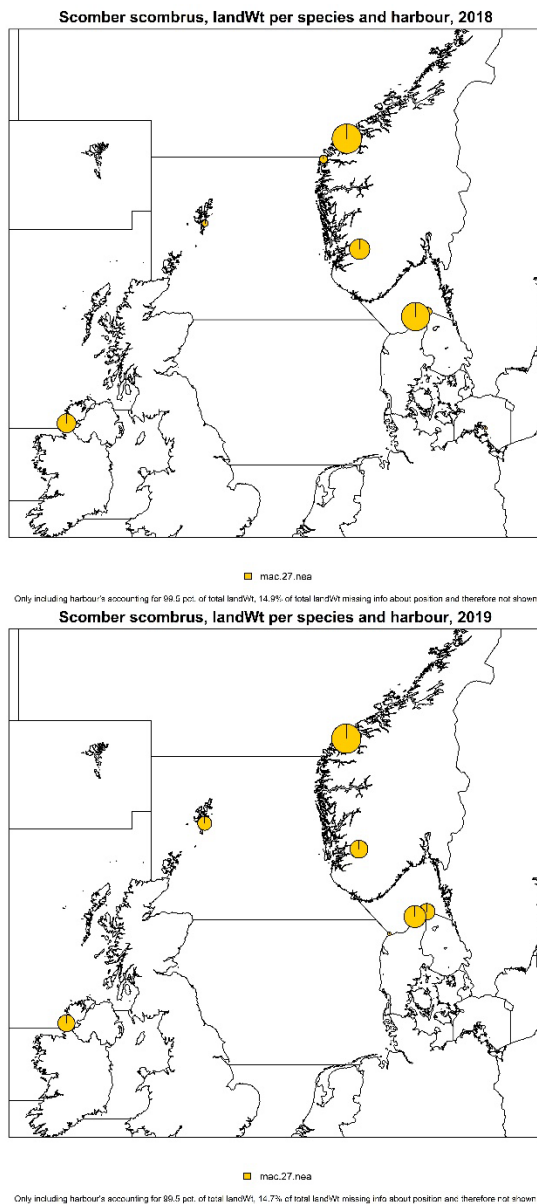 Scomber scombrus, landWt per species and harbour, 2018
mac.27.nea
Only including harbour's accounting for 99.5 pct. of total landWt, 14.9% of total landWt missing info about position and therefore not shown
Scomber scombrus, landWt per species and harbour, 2019
mac.27.nea
Only including harbour's accounting for 99.5 pct. of total landWt, 14.7% of total landWt missing info about position and therefore not shown